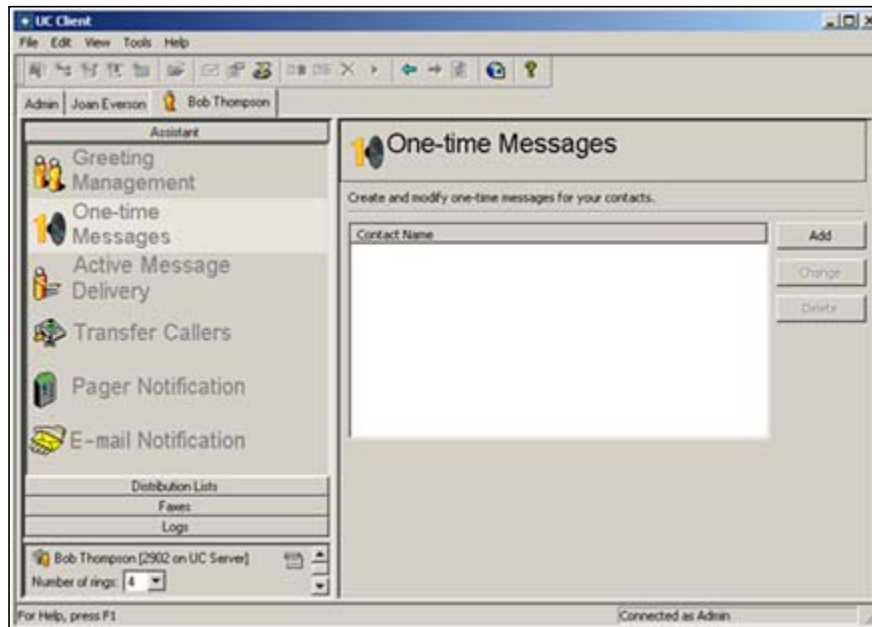 UC Client
File Edit View Tools Help
Admin Joan Everson Bob Thompson
Assistant
Greeting
Management
One-time
Messages
Active Message
Delivery
Transfer Callers
Pager Notification
E-mail Notification
Distribution Lists
Faxes
Logs
Bob Thompson [2902 on UC Server]
Number of rings: 4
One-time Messages
Create and modify one-time messages for your contacts.
Contact Name
Add
Change
Delete
For Help, press F1
Connected as Admin